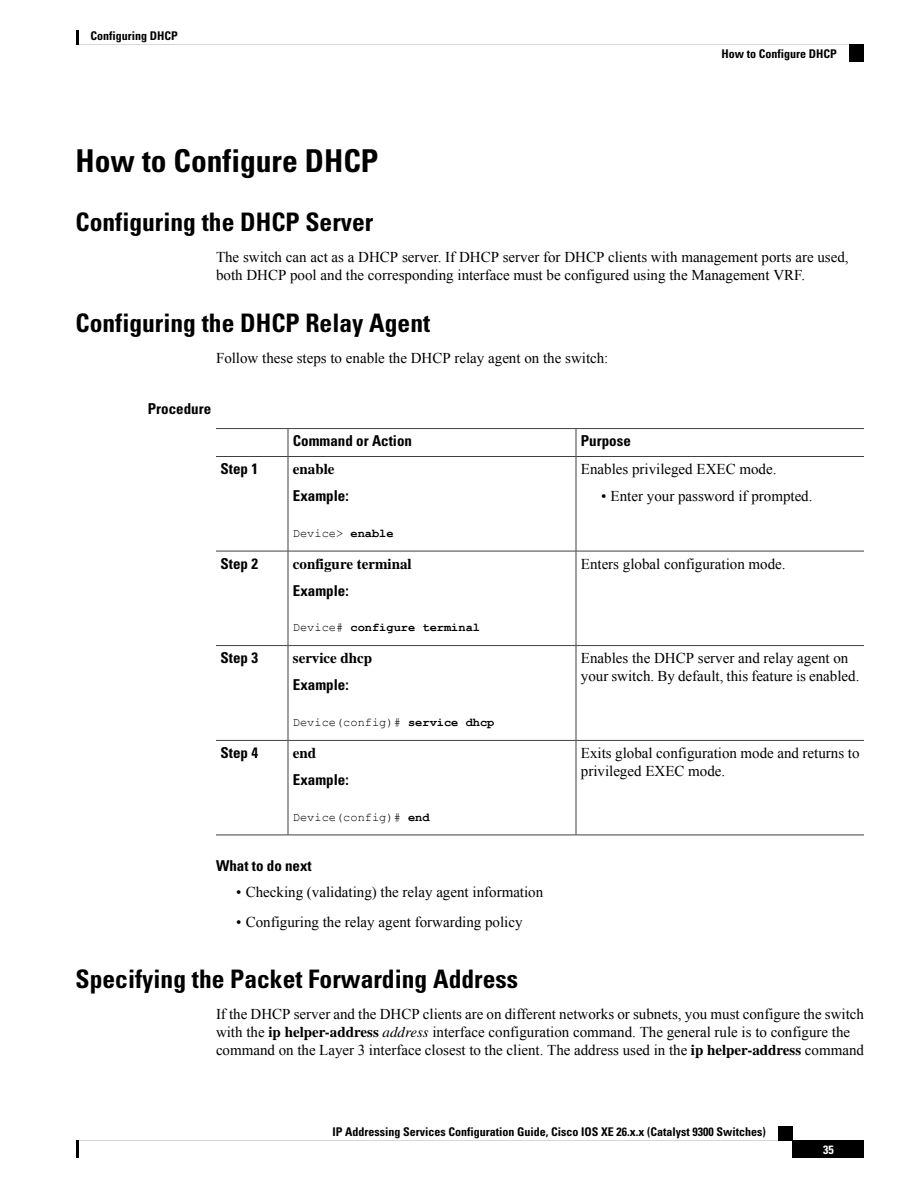 Configuring DHCP
How to Configure DHCP
How to Configure DHCP
Configuring the DHCP Server
The switch can act as a DHCP server. If DHCP server for DHCP clients with management ports are used,
both DHCP pool and the corresponding interface must be configured using the Management VRF.
Configuring the DHCP Relay Agent
Follow these steps to enable the DHCP relay agent on the switch:
Procedure
Command or Action
Purpose
Step 1
enable
Example:
Device> enable
Enables privileged EXEC mode.
• Enter your password if prompted.
Step 2
configure terminal
Example:
Device# configure terminal
Enters global configuration mode.
Step 3
service dhcp
Example:
Device(config)# service dhcp
Enables the DHCP server and relay agent on
your switch. By default, this feature is enabled.
Step 4
end
Example:
Device(config)# end
Exits global configuration mode and returns to
privileged EXEC mode.
What to do next
• Checking (validating) the relay agent information
• Configuring the relay agent forwarding policy
Specifying the Packet Forwarding Address
If the DHCP server and the DHCP clients are on different networks or subnets, you must configure the switch
with the ip helper-address address interface configuration command. The general rule is to configure the
command on the Layer 3 interface closest to the client. The address used in the ip helper-address command
IP Addressing Services Configuration Guide, Cisco IOS XE 26.x.x (Catalyst 9300 Switches)
35